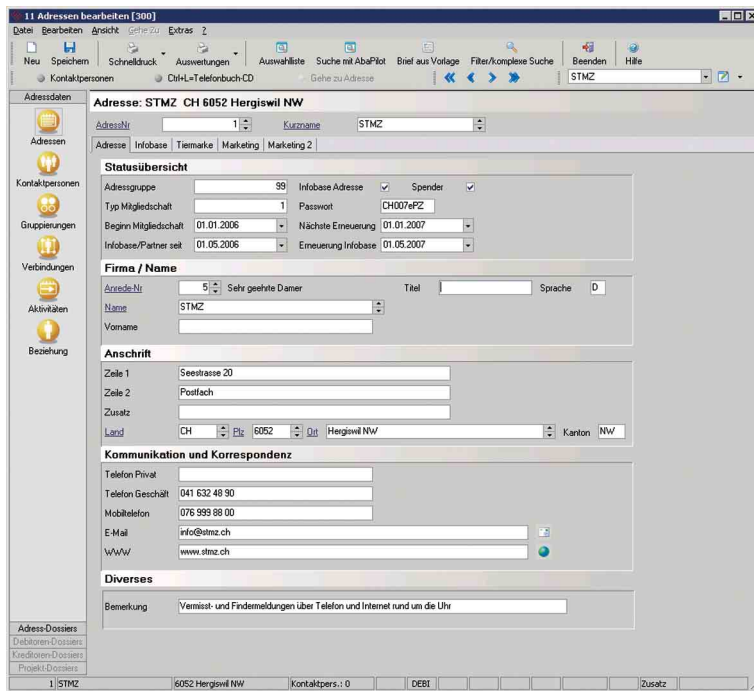 11 Adressen bearbeiten [300]
Datei Bearbeiten Ansicht Gehe Zu Extras ?
Neu Speichern Schnelldruck Auswertungen Auswahlliste Suche mit AbaPilot Brief aus Vorlage Filter/komplexe Suche Beenden Hilfe
Kontaktpersonen Ctrl+L=Telefonbuch-CD Gehe zu Adresse STMZ
Adressdaten
Adressen
Kontaktpersonen
Gruppierungen
Verbindungen
Aktivitäten
Beziehung
Adress-Dossiers
Debitoren-Dossiers
Kreditoren-Dossiers
Projekt-Dossiers
Adresse: STMZ CH 6052 Hergiswil NW
AdressNr 1 Kurzname STMZ
Adresse Infobase Tiermarke Marketing Marketing 2
Statusübersicht
Adressgruppe 99 Infobase Adresse Spender
Typ Mitgliedschaft 1 Passwort CH007ePZ
Beginn Mitgliedschaft 01.01.2006 Nächste Erneuerung 01.01.2007
Infobase/Partner seit 01.05.2006 Erneuerung Infobase 01.05.2007
Firma / Name
Anrede-Nr 5 Sehr geehrte Damer Titel Sprache D
Name STMZ
Vorname
Anschrift
Zeile 1 Seestrasse 20
Zeile 2 Postfach
Zusatz
Land CH Plz 6052 Ort Hergiswil NW Kanton NW
Kommunikation und Korrespondenz
Telefon Privat
Telefon Geschäft 041 632 48 90
Mobiltelefon 076 999 88 00
E-Mail info@stmz.ch
WWW www.stmz.ch
Diverses
Bemerkung Vermisst- und Findermeldungen über Telefon und Internet rund um die Uhr
1 STMZ 6052 Hergiswil NW Kontaktpers.: 0 DEBI Zusatz